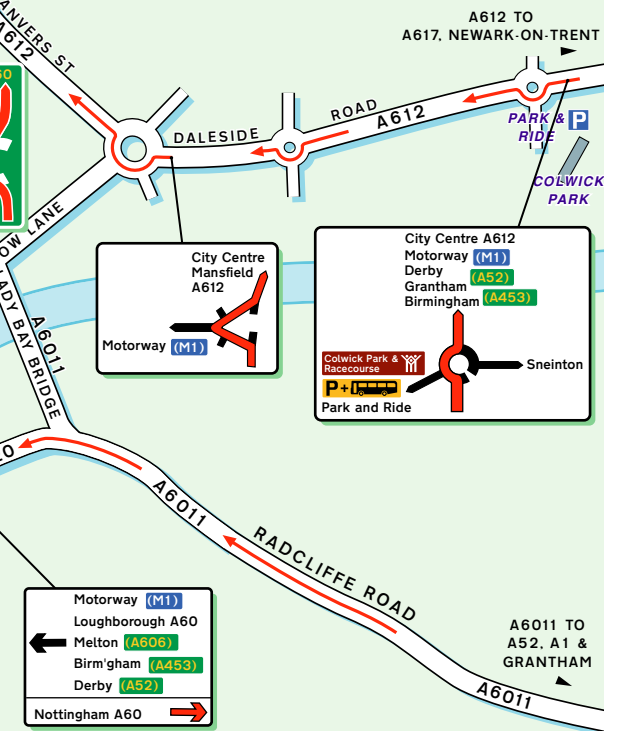 A612 TO
A617, NEWARK-ON-TRENT
ANVERS ST
A612
60
DALESIDE
ROAD
A612
PARK &
RIDE
P
COLWICK
PARK
OW LANE
LADY BAY BRIDGE
A6011
City Centre
Mansfield
A612
Motorway (M1)
City Centre A612
Motorway (M1)
Derby
(A52)
Grantham
Birmingham (A453)
Colwick Park &
Racecourse
P+
Park and Ride
Sneinton
A6011
RADCLIFFE ROAD
A6011 TO
A52, A1 &
GRANTHAM
A6011
Motorway (M1)
Loughborough A60
Melton (A606)
Birm'gham (A453)
Derby (A52)
Nottingham A60